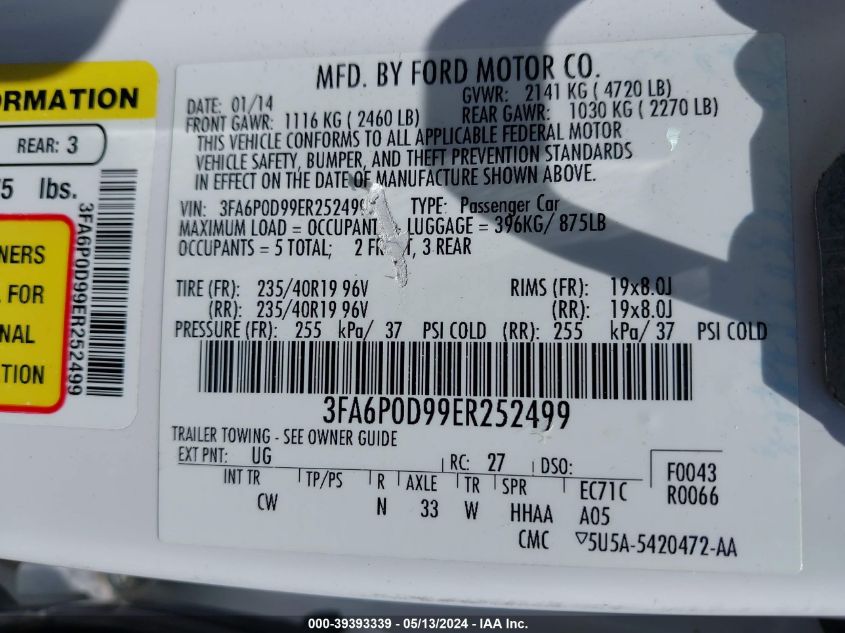 ORMATION
REAR: 3
5 lbs.
3FA6P0D99ER252499
NERS
FOR
NAL
TION
MFD. BY FORD MOTOR CO.
DATE: 01/14 GVWR: 2141 KG ( 4720 LB)
FRONT GAWR: 1116 KG ( 2460 LB) REAR GAWR: 1030 KG ( 2270 LB)
THIS VEHICLE CONFORMS TO ALL APPLICABLE FEDERAL MOTOR
VEHICLE SAFETY, BUMPER, AND THEFT PREVENTION STANDARDS
IN EFFECT ON THE DATE OF MANUFACTURE SHOWN ABOVE.
VIN: 3FA6P0D99ER252499 TYPE: Passenger Car
MAXIMUM LOAD = OCCUPANT LUGGAGE = 396KG/ 875LB
OCCUPANTS = 5 TOTAL; 2 FR T, 3 REAR
TIRE (FR): 235/40R19 96V RIMS (FR): 19x8.0J
(RR): 235/40R19 96V (RR): 19x8.0J
PRESSURE (FR): 255 kPa/ 37 PSI COLD (RR): 255 kPa/ 37 PSI COLD
3FA6P0D99ER252499
TRAILER TOWING - SEE OWNER GUIDE
EXT PNT: UG RC: 27 DSO: F0043
INT TR TP/PS R AXLE TR SPR EC71C R0066
CW N 33 W HHAA A05
CMC ▽5U5A-5420472-AA
000-39393339 - 05/13/2024 - IAA Inc.